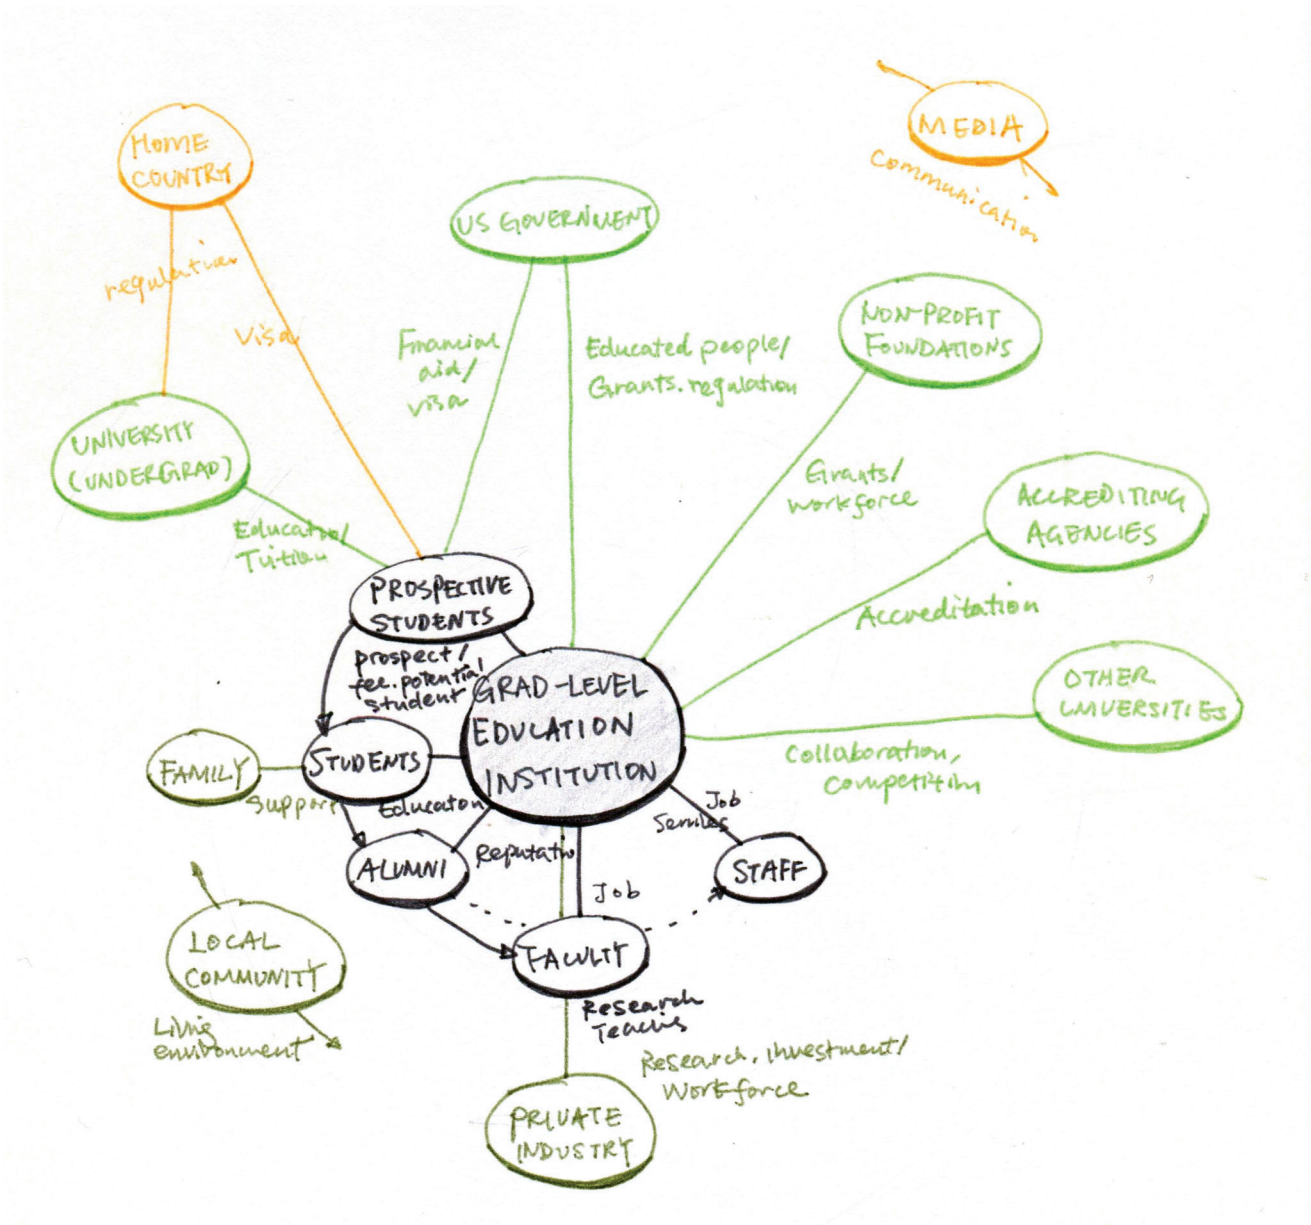 MEDIA
Communication
HOME
COUNTRY
US GOVERNMENT
regulation
Visa
NON-PROFIT
FOUNDATIONS
Financial
aid/
visa
Educated people/
Grants. regulation
UNIVERSITY
(UNDERGRAD)
Grants/
workforce
ACCREDITING
AGENCIES
Education/
Tuition
PROSPECTIVE
STUDENTS
Accreditation
prospect/
fee. potential
student
GRAD-LEVEL
EDUCATION
INSTITUTION
OTHER
UNIVERSITIES
Collaboration,
competition
FAMILY
Support
STUDENTS
Education
Job
Services
ALUMNI
Reputatio
STAFF
Job
LOCAL
COMMUNITY
FACULTY
Living
environment
Research
Teaching
Research. investment/
Workforce
PRIVATE
INDUSTRY